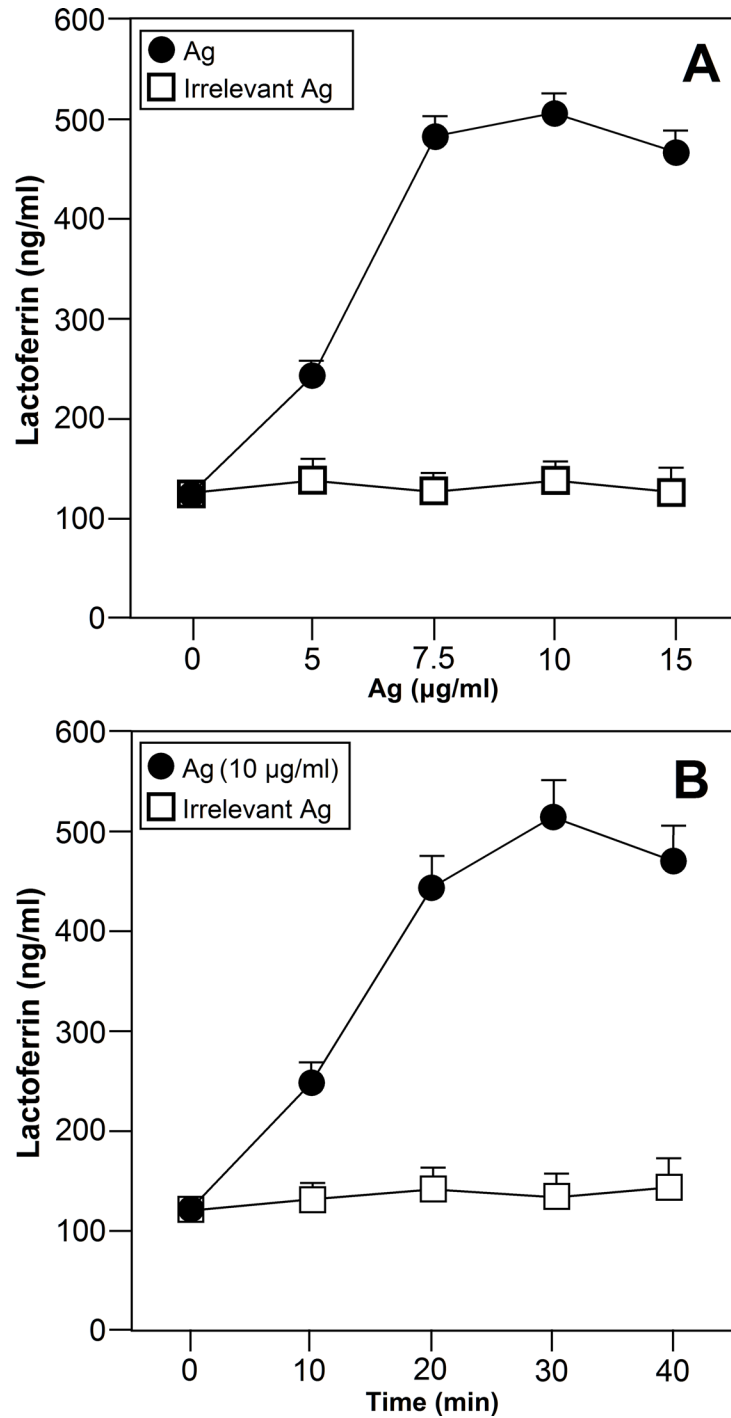 A
Ag
Irrelevant Ag
Lactoferrin (ng/ml)
600
500
400
300
200
100
0
0 5 7.5 10 15
Ag (µg/ml)
B
Ag (10 µg/ml)
Irrelevant Ag
Lactoferrin (ng/ml)
600
500
400
300
200
100
0
0 10 20 30 40
Time (min)